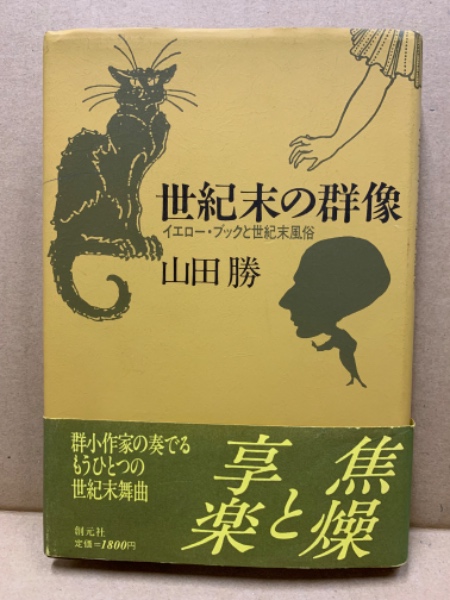 世紀末の群像
イエロー・ブックと世紀末風俗
山田 勝
群小作家の奏でる
もうひとつの
世紀末舞曲
焦燥
と
享楽
創元社
定価=1800円